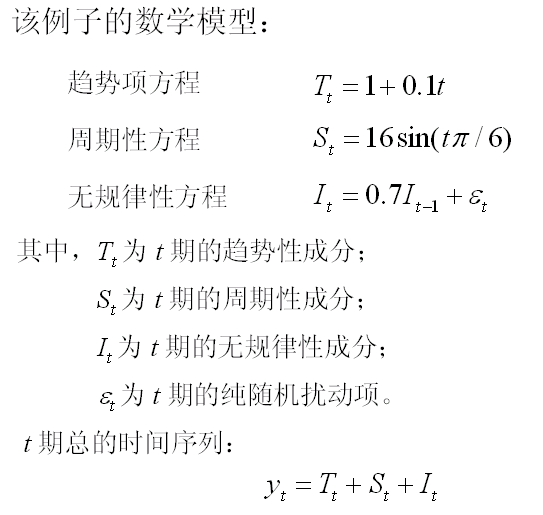 该例子的数学模型：
趋势项方程 T_t = 1 + 0.1t
周期性方程 S_t = 16 sin(tπ / 6)
无规律性方程 I_t = 0.7I_{t-1} + ε_t
其中，T_t 为 t 期的趋势性成分；
S_t 为 t 期的周期性成分；
I_t 为 t 期的无规律性成分；
ε_t 为 t 期的纯随机扰动项。
t 期总的时间序列：
y_t = T_t + S_t + I_t